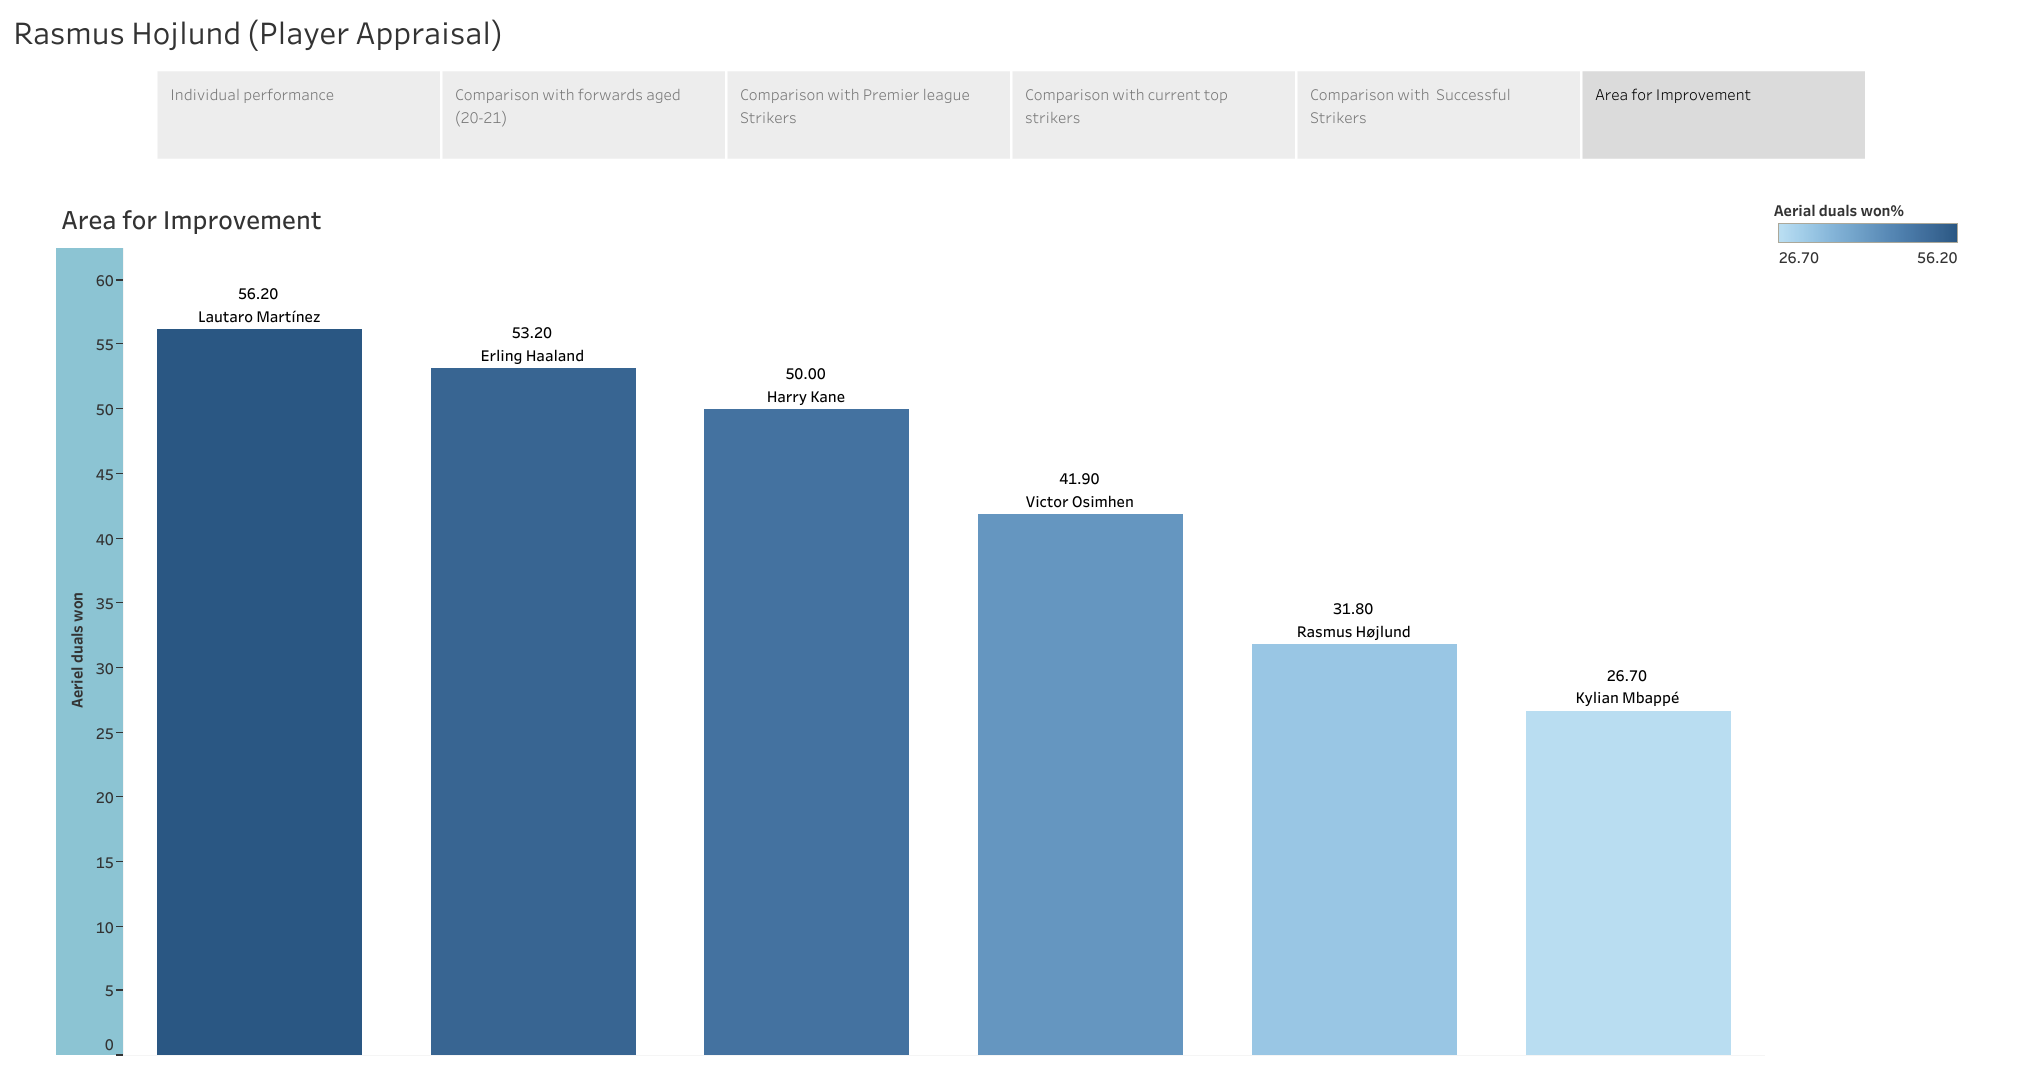 Rasmus Hojlund (Player Appraisal)
Individual performance
Comparison with forwards aged
(20-21)
Comparison with Premier league
Strikers
Comparison with current top
strikers
Comparison with  Successful
Strikers
Area for Improvement
Area for Improvement
Aerial duals won%
26.70
56.20
Aeriel duals won
60
55
50
45
40
35
30
25
20
15
10
5
0
56.20
Lautaro Martínez
53.20
Erling Haaland
50.00
Harry Kane
41.90
Victor Osimhen
31.80
Rasmus Højlund
26.70
Kylian Mbappé